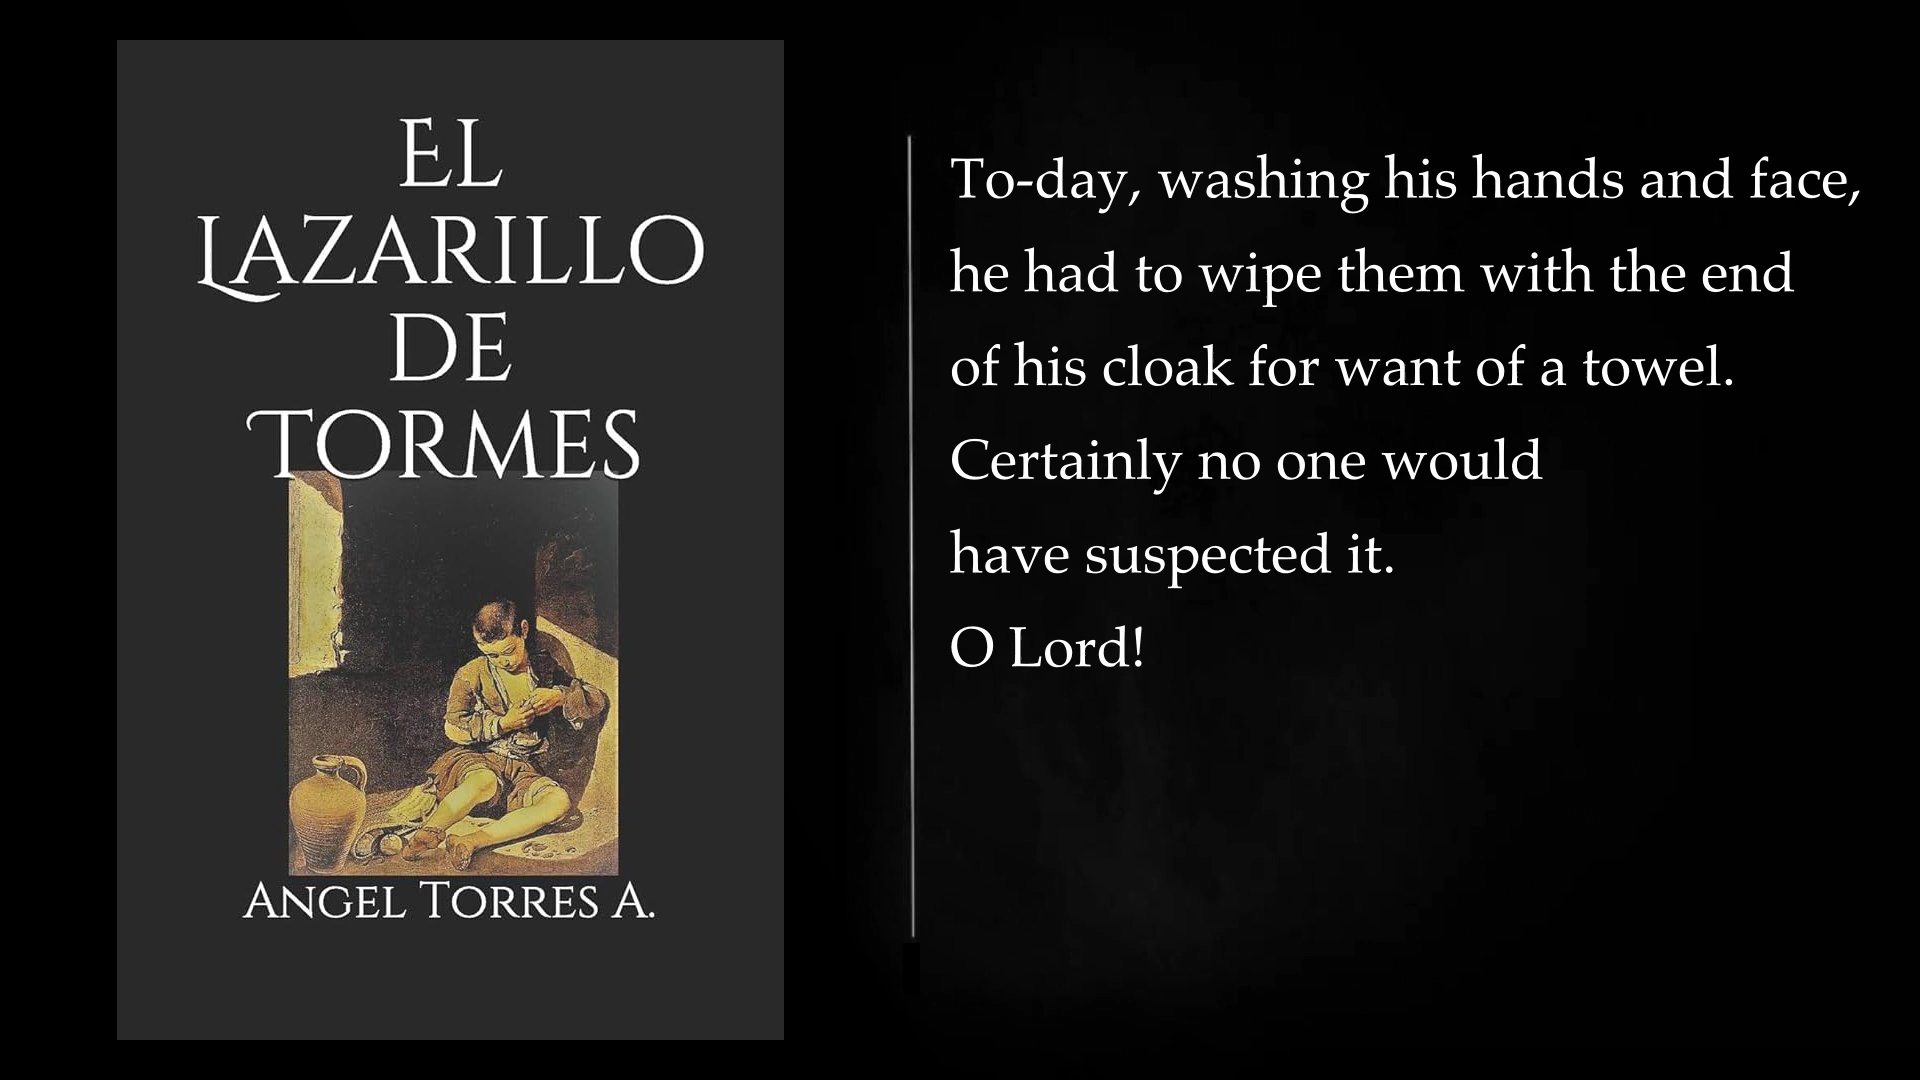 EL
LAZARILLO
DE
TORMES
ANGEL TORRES A.
To-day, washing his hands and face,
he had to wipe them with the end
of his cloak for want of a towel.
Certainly no one would
have suspected it.
O Lord!